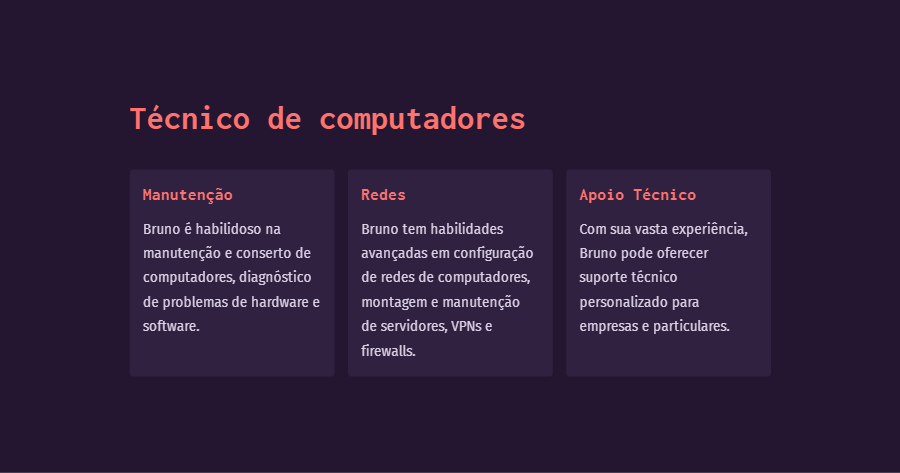 Técnico de computadores
Manutenção
Bruno é habilidoso na
manutenção e conserto de
computadores, diagnóstico
de problemas de hardware e
software.
Redes
Bruno tem habilidades
avançadas em configuração
de redes de computadores,
montagem e manutenção
de servidores, VPNs e
firewalls.
Apoio Técnico
Com sua vasta experiência,
Bruno pode oferecer
suporte técnico
personalizado para
empresas e particulares.